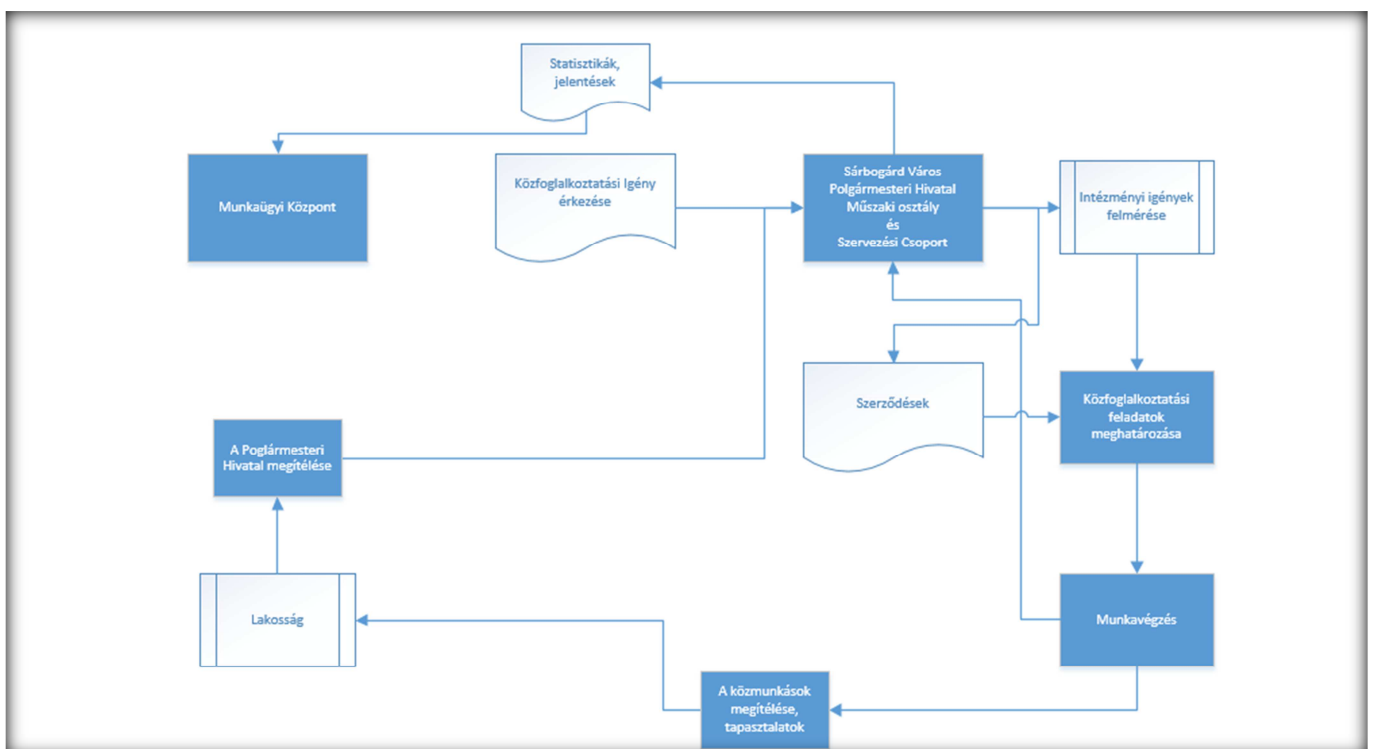 Statisztikák,
jelentések
Munkaügyi Központ
Közfoglalkoztatási Igény
érkezése
Sárbogárd Város
Polgármesteri Hivatal
Műszaki osztály
és
Szervezési Csoport
Intézményi igények
felmérése
Szerződések
Közfoglalkoztatási
feladatok
meghatározása
A Poglármesteri
Hivatal megítélése
Lakosság
Munkavégzés
A közmunkások
megítélése,
tapasztalatok